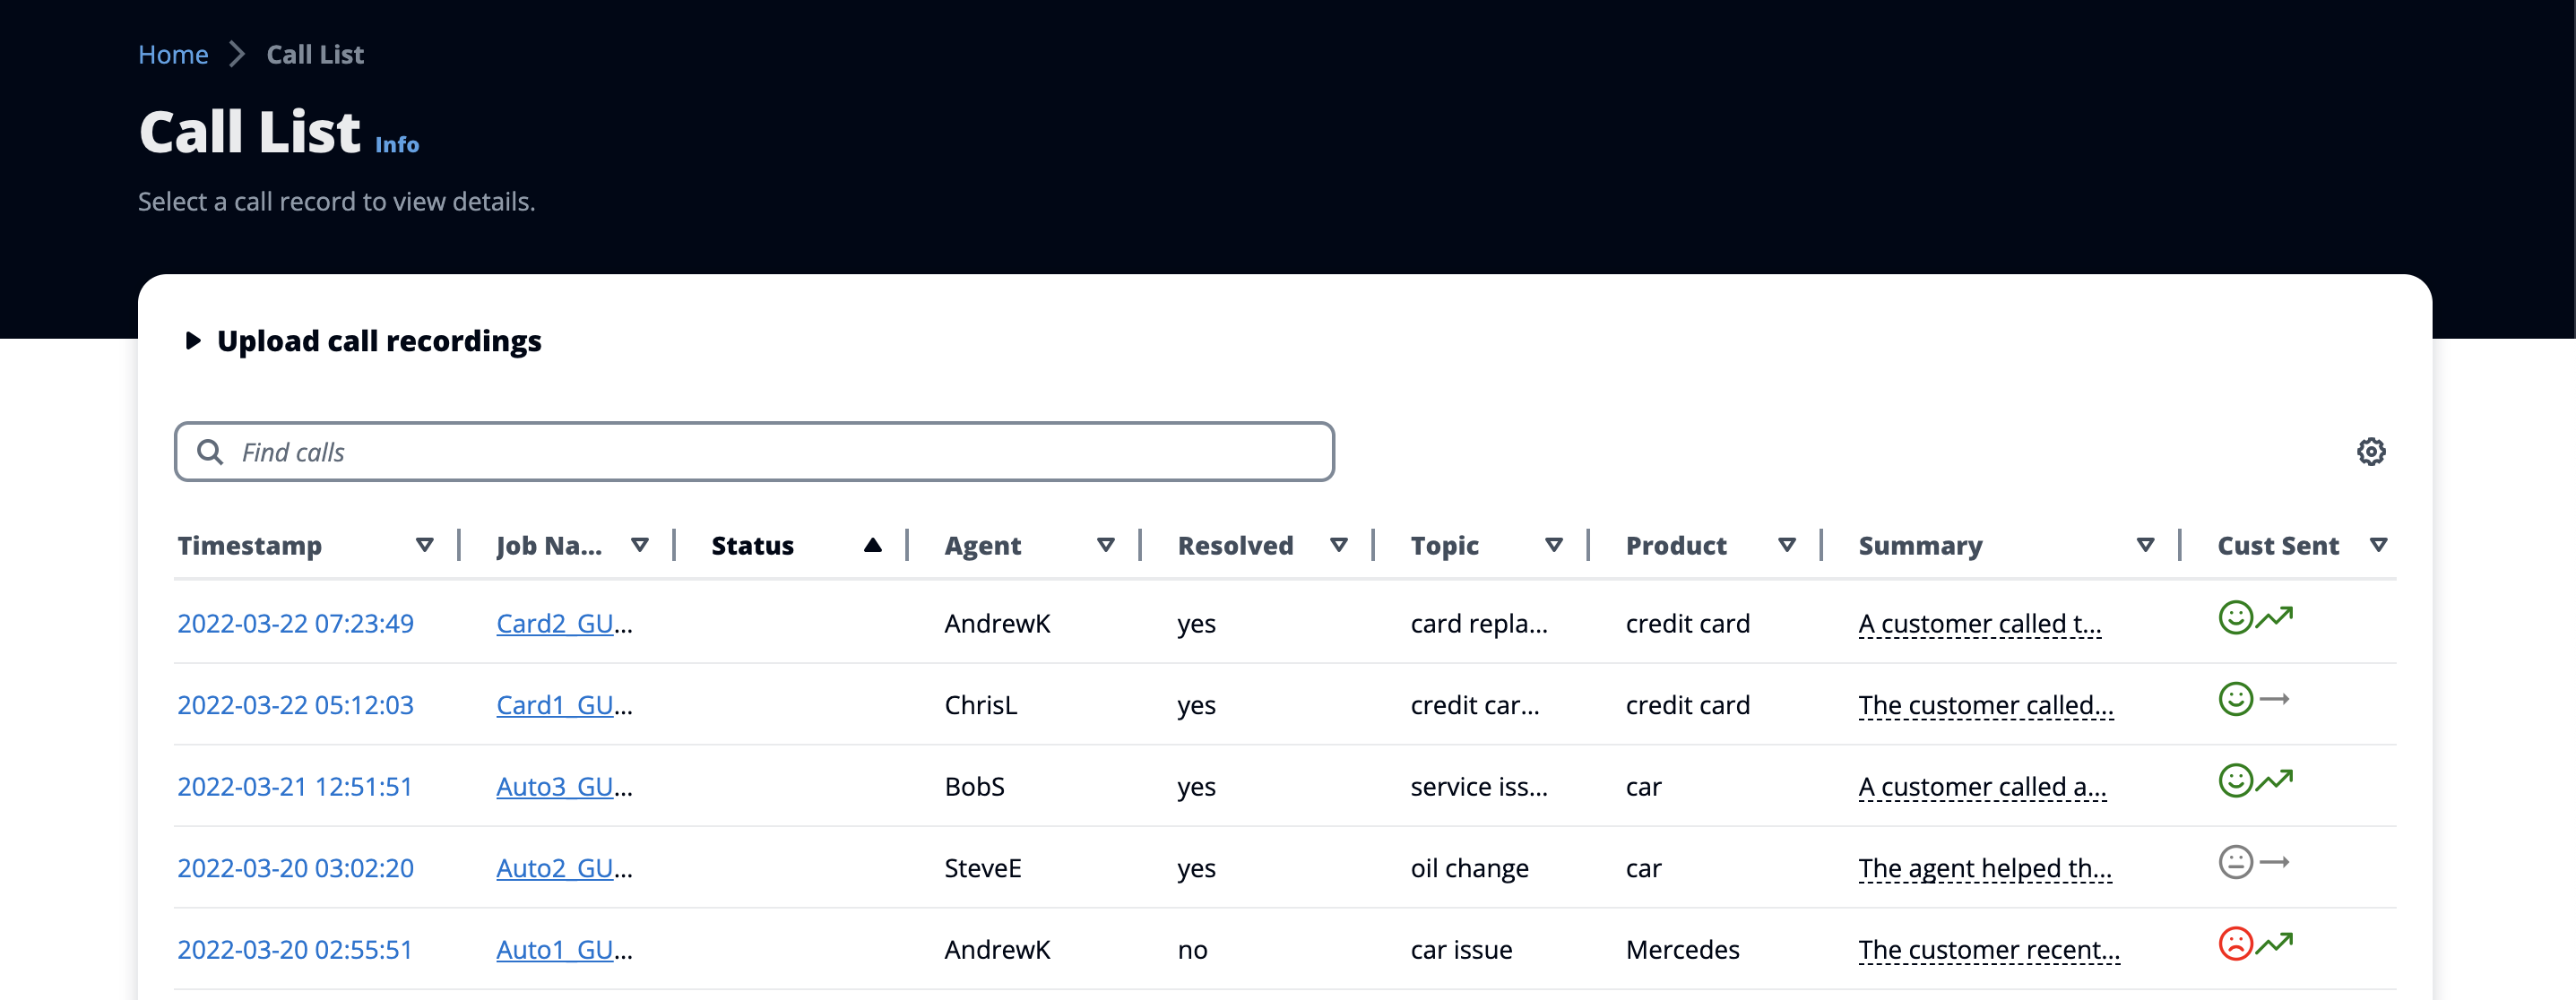 Home > Call List
Call List Info
Select a call record to view details.
Upload call recordings
Find calls
Timestamp Job Na... Status Agent Resolved Topic Product Summary Cust Sent
2022-03-22 07:23:49 Card2_GU... AndrewK yes card repla... credit card A customer called t...
2022-03-22 05:12:03 Card1_GU... ChrisL yes credit car... credit card The customer called...
2022-03-21 12:51:51 Auto3_GU... BobS yes service iss... car A customer called a...
2022-03-20 03:02:20 Auto2_GU... SteveE yes oil change car The agent helped th...
2022-03-20 02:55:51 Auto1_GU... AndrewK no car issue Mercedes The customer recent...